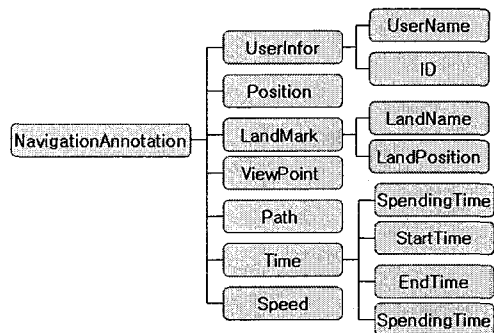 NavigationAnnotation
UserInfor
UserName
ID
Position
LandMark
LandName
LandPosition
ViewPoint
Path
Time
SpendingTime
StartTime
EndTime
SpendingTime
Speed